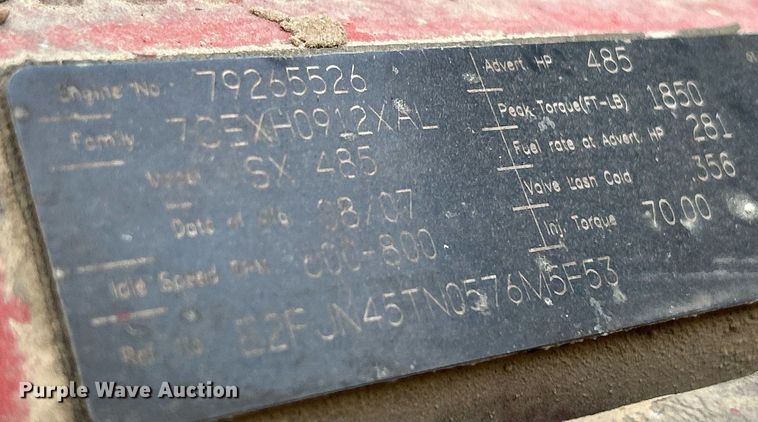 Engine No. 79265526
Family 7CEXH0912XAL
Model SX 485
Date of Mfg 08/07
Idle Speed 600-800
Ref. No E2FJN45TN0576M5F53
Advert HP 485
Peak Torque(FT-LB) 1850
Fuel rate at Advert HP 281
Valve Lash Cold .356
Inj. Torque 70.00
Purple Wave Auction